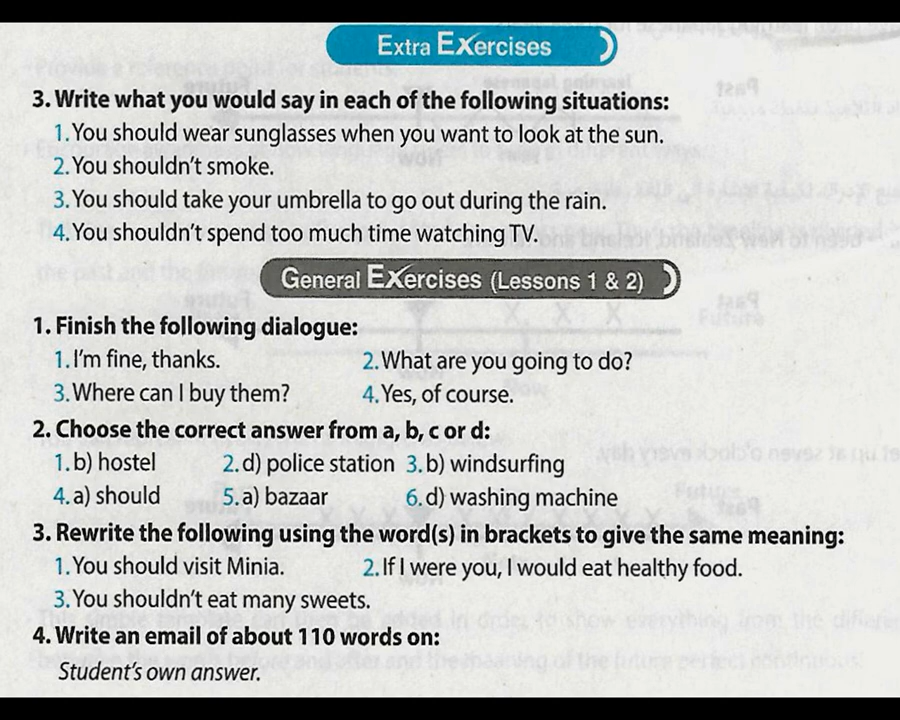 Extra EXercises
3. Write what you would say in each of the following situations:
1. You should wear sunglasses when you want to look at the sun.
2. You shouldn't smoke.
3. You should take your umbrella to go out during the rain.
4. You shouldn't spend too much time watching TV.
General EXercises (Lessons 1 & 2)
1. Finish the following dialogue:
1. I'm fine, thanks. 2. What are you going to do?
3. Where can I buy them? 4. Yes, of course.
2. Choose the correct answer from a, b, c or d:
1. b) hostel 2. d) police station 3. b) windsurfing
4. a) should 5. a) bazaar 6. d) washing machine
3. Rewrite the following using the word(s) in brackets to give the same meaning:
1. You should visit Minia. 2. If I were you, I would eat healthy food.
3. You shouldn't eat many sweets.
4. Write an email of about 110 words on:
Student's own answer.